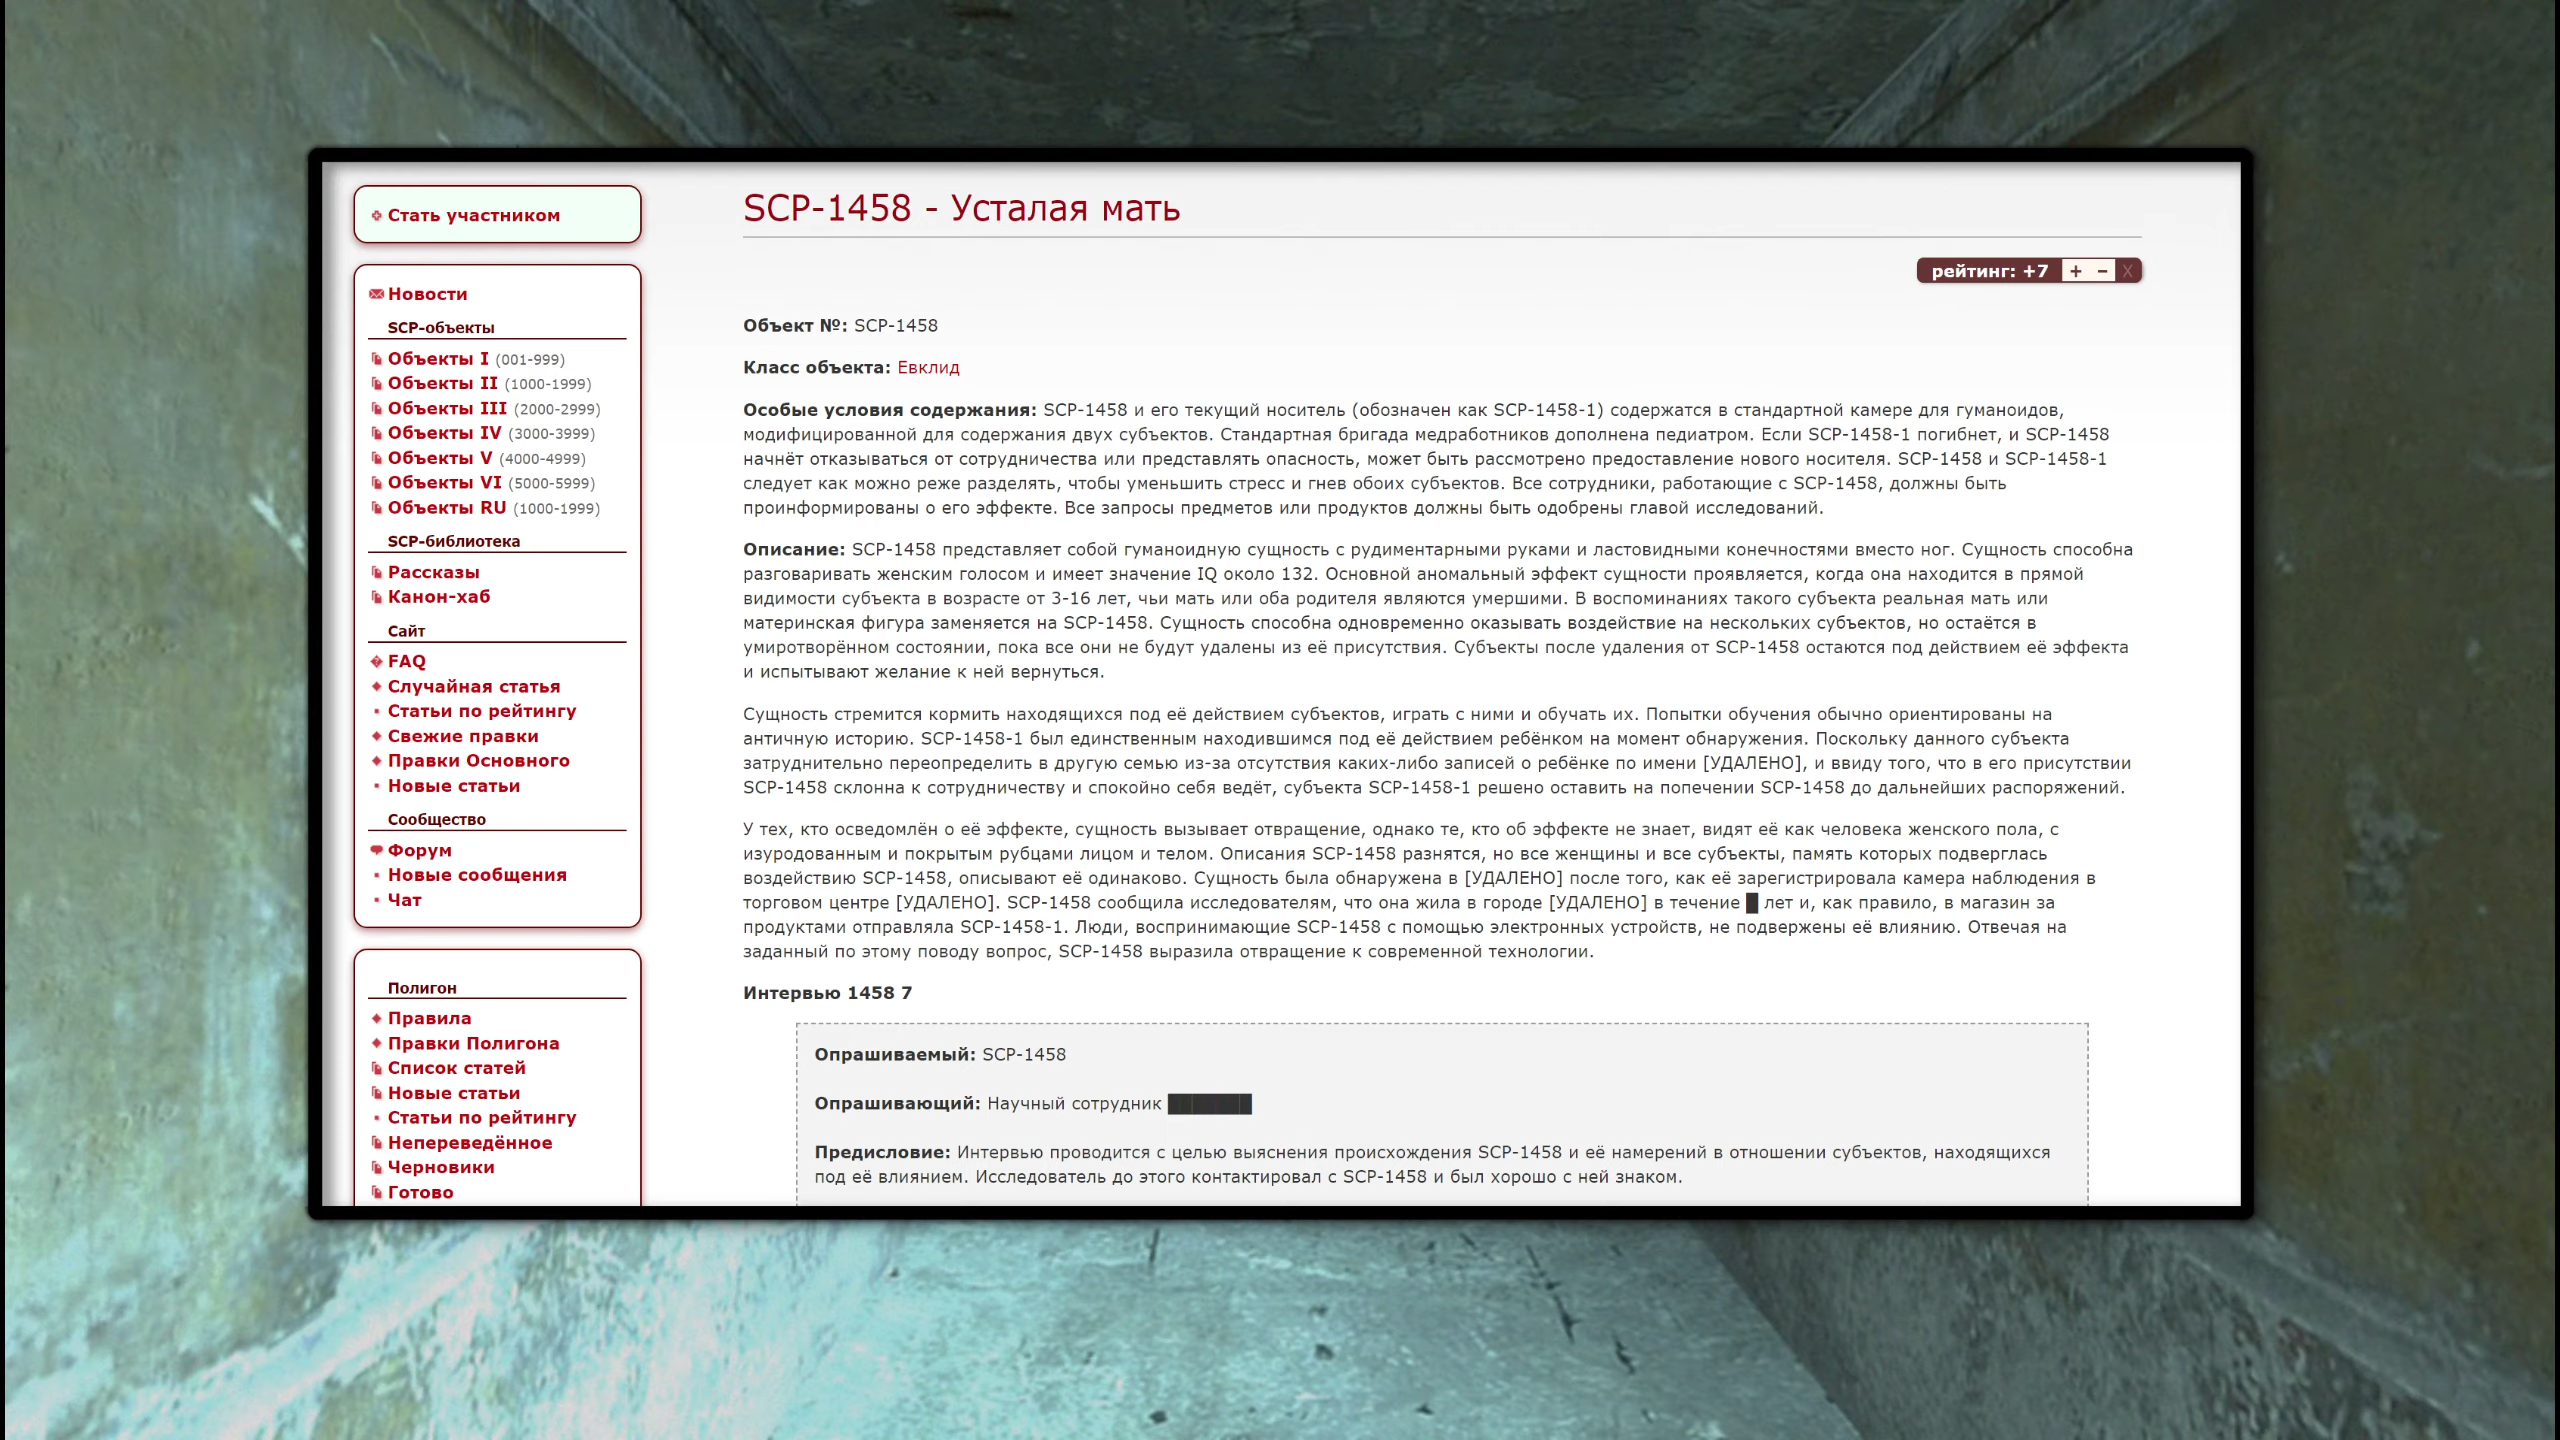 Стать участником
Новости
SCP-объекты
Объекты I (001-999)
Объекты II (1000-1999)
Объекты III (2000-2999)
Объекты IV (3000-3999)
Объекты V (4000-4999)
Объекты VI (5000-5999)
Объекты RU (1000-1999)
SCP-библиотека
Рассказы
Канон-хаб
Сайт
FAQ
Случайная статья
Статьи по рейтингу
Свежие правки
Правки Основного
Новые статьи
Сообщество
Форум
Новые сообщения
Чат
Полигон
Правила
Правки Полигона
Список статей
Новые статьи
Статьи по рейтингу
Непереведённое
Черновики
Готово
SCP-1458 - Усталая мать
рейтинг: +7 + − X
Объект №: SCP-1458
Класс объекта: Евклид
Особые условия содержания: SCP-1458 и его текущий носитель (обозначен как SCP-1458-1) содержатся в стандартной камере для гуманоидов,
модифицированной для содержания двух субъектов. Стандартная бригада медработников дополнена педиатром. Если SCP-1458-1 погибнет, и SCP-1458
начнёт отказываться от сотрудничества или представлять опасность, может быть рассмотрено предоставление нового носителя. SCP-1458 и SCP-1458-1
следует как можно реже разделять, чтобы уменьшить стресс и гнев обоих субъектов. Все сотрудники, работающие с SCP-1458, должны быть
проинформированы о его эффекте. Все запросы предметов или продуктов должны быть одобрены главой исследований.
Описание: SCP-1458 представляет собой гуманоидную сущность с рудиментарными руками и ластовидными конечностями вместо ног. Сущность способна
разговаривать женским голосом и имеет значение IQ около 132. Основной аномальный эффект сущности проявляется, когда она находится в прямой
видимости субъекта в возрасте от 3-16 лет, чьи мать или оба родителя являются умершими. В воспоминаниях такого субъекта реальная мать или
материнская фигура заменяется на SCP-1458. Сущность способна одновременно оказывать воздействие на нескольких субъектов, но остаётся в
умиротворённом состоянии, пока все они не будут удалены из её присутствия. Субъекты после удаления от SCP-1458 остаются под действием её эффекта
и испытывают желание к ней вернуться.
Сущность стремится кормить находящихся под её действием субъектов, играть с ними и обучать их. Попытки обучения обычно ориентированы на
античную историю. SCP-1458-1 был единственным находившимся под её действием ребёнком на момент обнаружения. Поскольку данного субъекта
затруднительно переопределить в другую семью из-за отсутствия каких-либо записей о ребёнке по имени [УДАЛЕНО], и ввиду того, что в его присутствии
SCP-1458 склонна к сотрудничеству и спокойно себя ведёт, субъекта SCP-1458-1 решено оставить на попечении SCP-1458 до дальнейших распоряжений.
У тех, кто осведомлён о её эффекте, сущность вызывает отвращение, однако те, кто об эффекте не знает, видят её как человека женского пола, с
изуродованным и покрытым рубцами лицом и телом. Описания SCP-1458 разнятся, но все женщины и все субъекты, память которых подверглась
воздействию SCP-1458, описывают её одинаково. Сущность была обнаружена в [УДАЛЕНО] после того, как её зарегистрировала камера наблюдения в
торговом центре [УДАЛЕНО]. SCP-1458 сообщила исследователям, что она жила в городе [УДАЛЕНО] в течение █ лет и, как правило, в магазин за
продуктами отправляла SCP-1458-1. Люди, воспринимающие SCP-1458 с помощью электронных устройств, не подвержены её влиянию. Отвечая на
заданный по этому поводу вопрос, SCP-1458 выразила отвращение к современной технологии.
Интервью 1458 7
Опрашиваемый: SCP-1458
Опрашивающий: Научный сотрудник ███████
Предисловие: Интервью проводится с целью выяснения происхождения SCP-1458 и её намерений в отношении субъектов, находящихся
под её влиянием. Исследователь до этого контактировал с SCP-1458 и был хорошо с ней знаком.